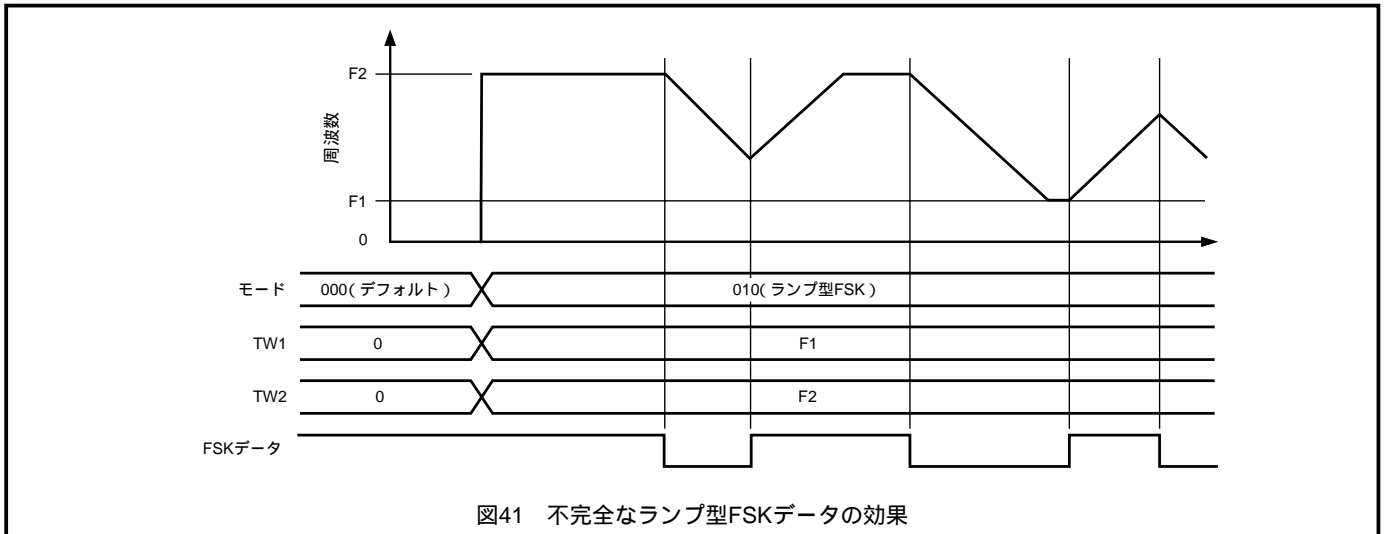 F2
周波数
F1
0
モード 000(デフォルト) 010(ランプ型FSK)
TW1 0 F1
TW2 0 F2
FSKデータ
図41 不完全なランプ型FSKデータの効果